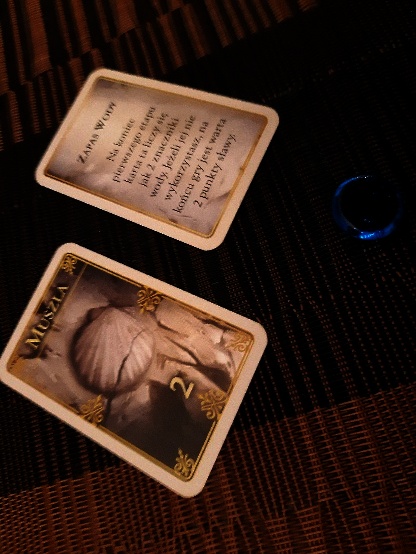 ZAPAS WODY
Na koniec
pierwszego etapu
karta ta liczy się
jak 2 znaczniki
wody. Jeżeli jej nie
wykorzystasz, na
końcu gry jest warta
2 punkty sławy.
MUSZLA
2